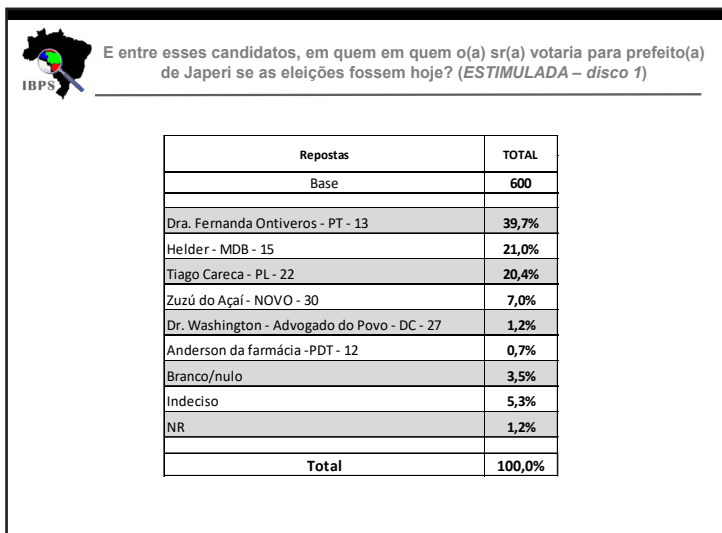 IBPS
E entre esses candidatos, em quem em quem o(a) sr(a) votaria para prefeito(a)
de Japeri se as eleições fossem hoje? (ESTIMULADA – disco 1)
Repostas TOTAL
Base 600
Dra. Fernanda Ontiveros - PT - 13 39,7%
Helder - MDB - 15 21,0%
Tiago Careca - PL - 22 20,4%
Zuzú do Açaí - NOVO - 30 7,0%
Dr. Washington - Advogado do Povo - DC - 27 1,2%
Anderson da farmácia -PDT - 12 0,7%
Branco/nulo 3,5%
Indeciso 5,3%
NR 1,2%
Total 100,0%